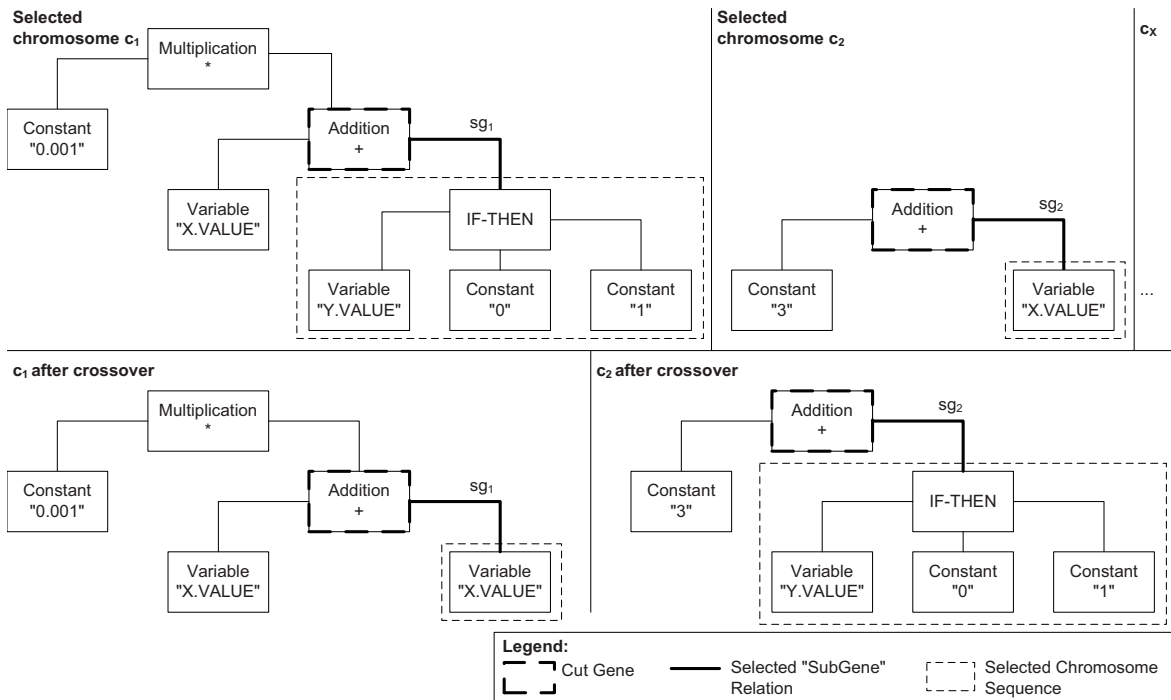 Selected
chromosome c1
Multiplication
*
Constant
"0.001"
Addition
+
sg1
Variable
"X.VALUE"
IF-THEN
Variable
"Y.VALUE"
Constant
"0"
Constant
"1"
Selected
chromosome c2
Addition
+
sg2
Constant
"3"
Variable
"X.VALUE"
cX
...
c1 after crossover
Multiplication
*
Constant
"0.001"
Addition
+
sg1
Variable
"X.VALUE"
Variable
"X.VALUE"
c2 after crossover
Addition
+
sg2
Constant
"3"
IF-THEN
Variable
"Y.VALUE"
Constant
"0"
Constant
"1"
Legend:
Cut Gene
Selected "SubGene"
Relation
Selected Chromosome
Sequence